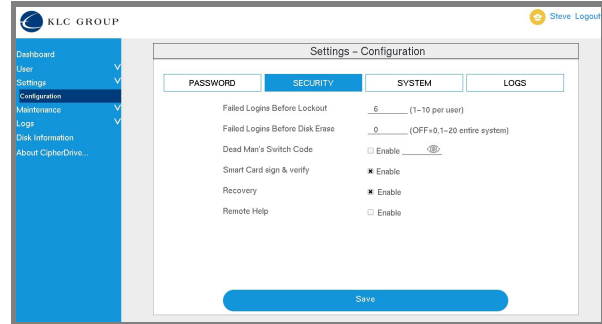 KLC GROUP
Steve Logout
Dashboard
User
Settings
Configuration
Maintenance
Logs
Disk Information
About CipherDrive...
Settings – Configuration
PASSWORD SECURITY SYSTEM LOGS
Failed Logins Before Lockout 6 (1-10 per user)
Failed Logins Before Disk Erase 0 (OFF=0,1-20 entire system)
Dead Man's Switch Code Enable
Smart Card sign & verify Enable
Recovery Enable
Remote Help Enable
Save